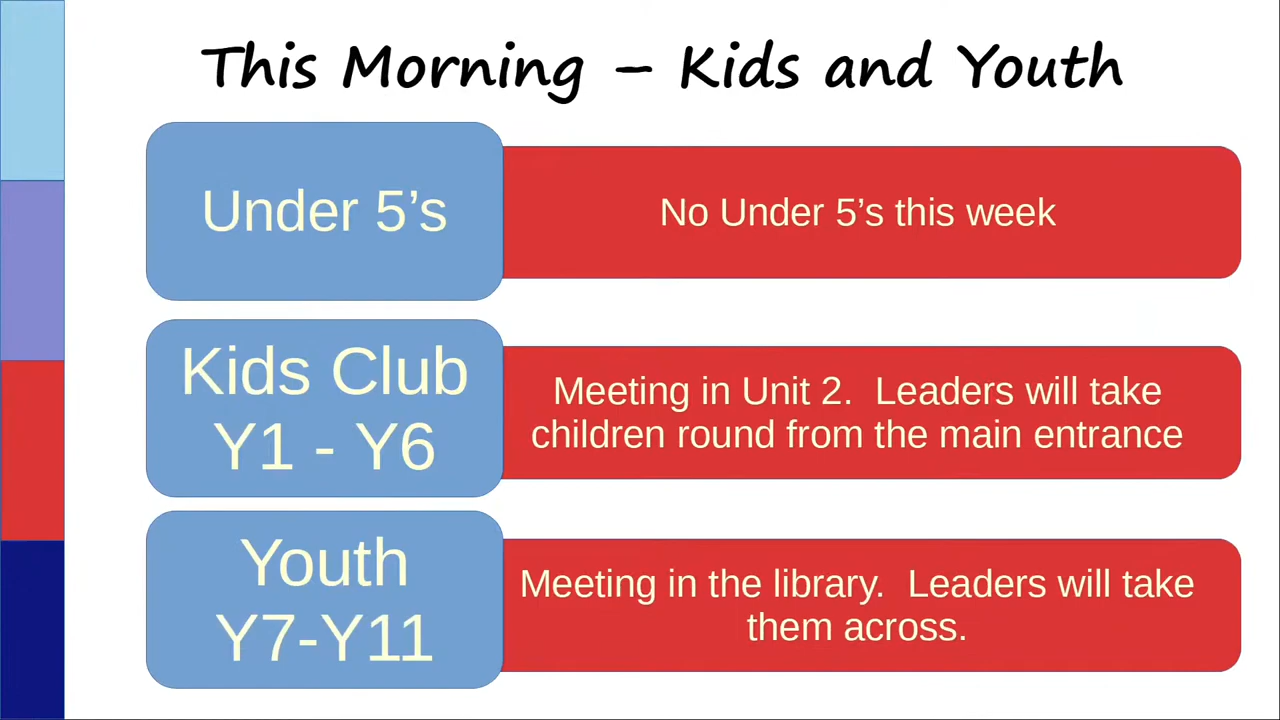 This Morning – Kids and Youth
Under 5’s
No Under 5’s this week
Kids Club
Y1 - Y6
Meeting in Unit 2.  Leaders will take
children round from the main entrance
Youth
Y7-Y11
Meeting in the library.  Leaders will take
them across.